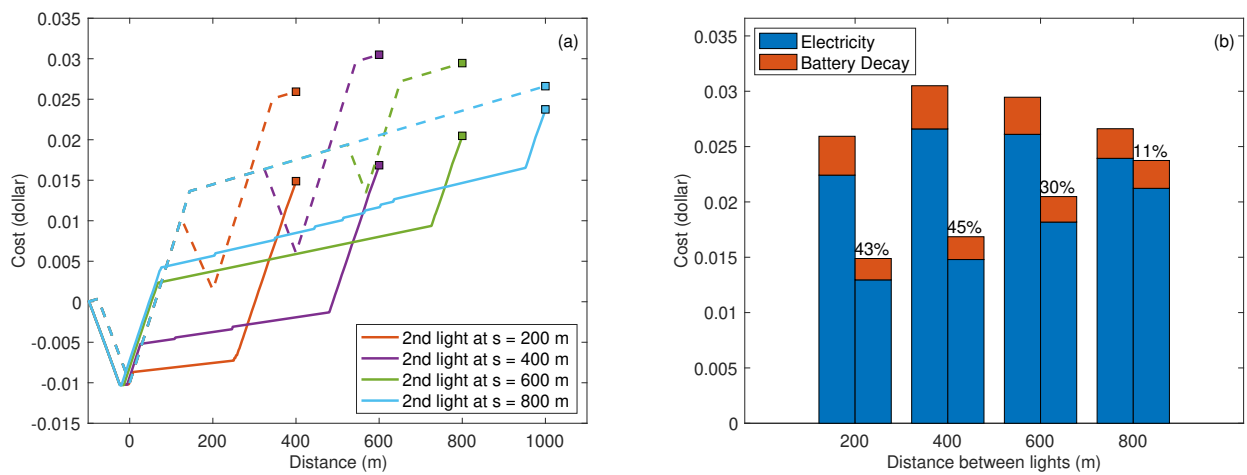 (a)
0.035
0.03
0.025
0.02
0.015
0.01
0.005
0
-0.005
-0.01
-0.015
Cost (dollar)
0 200 400 600 800 1000
Distance (m)
2nd light at s = 200 m
2nd light at s = 400 m
2nd light at s = 600 m
2nd light at s = 800 m
(b)
Electricity
Battery Decay
0.035
0.03
0.025
0.02
0.015
0.01
0.005
0
Cost (dollar)
43%
45%
30%
11%
200 400 600 800
Distance between lights (m)